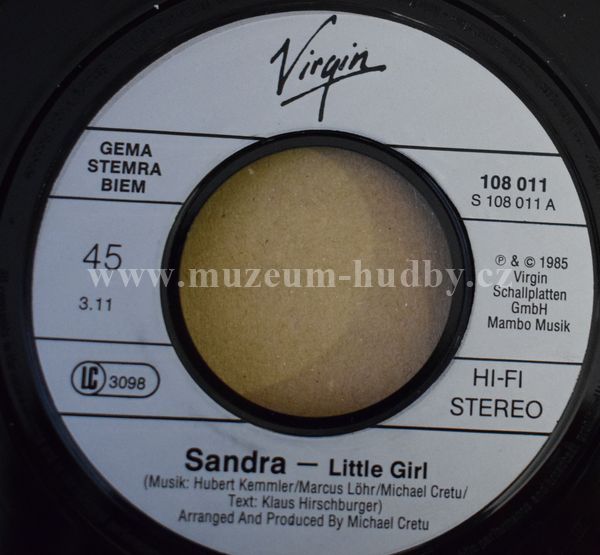 Virgin
GEMA
STEMRA
BIEM
108 011
S 108 011 A
45
3.11
℗ & © 1985
Virgin
Schallplatten
GmbH
Mambo Musik
www.muzeum-hudby.cz
LC 3098
HI-FI
STEREO
Sandra – Little Girl
(Musik: Hubert Kemmler/Marcus Löhr/Michael Cretu/
Text: Klaus Hirschburger)
Arranged And Produced By Michael Cretu